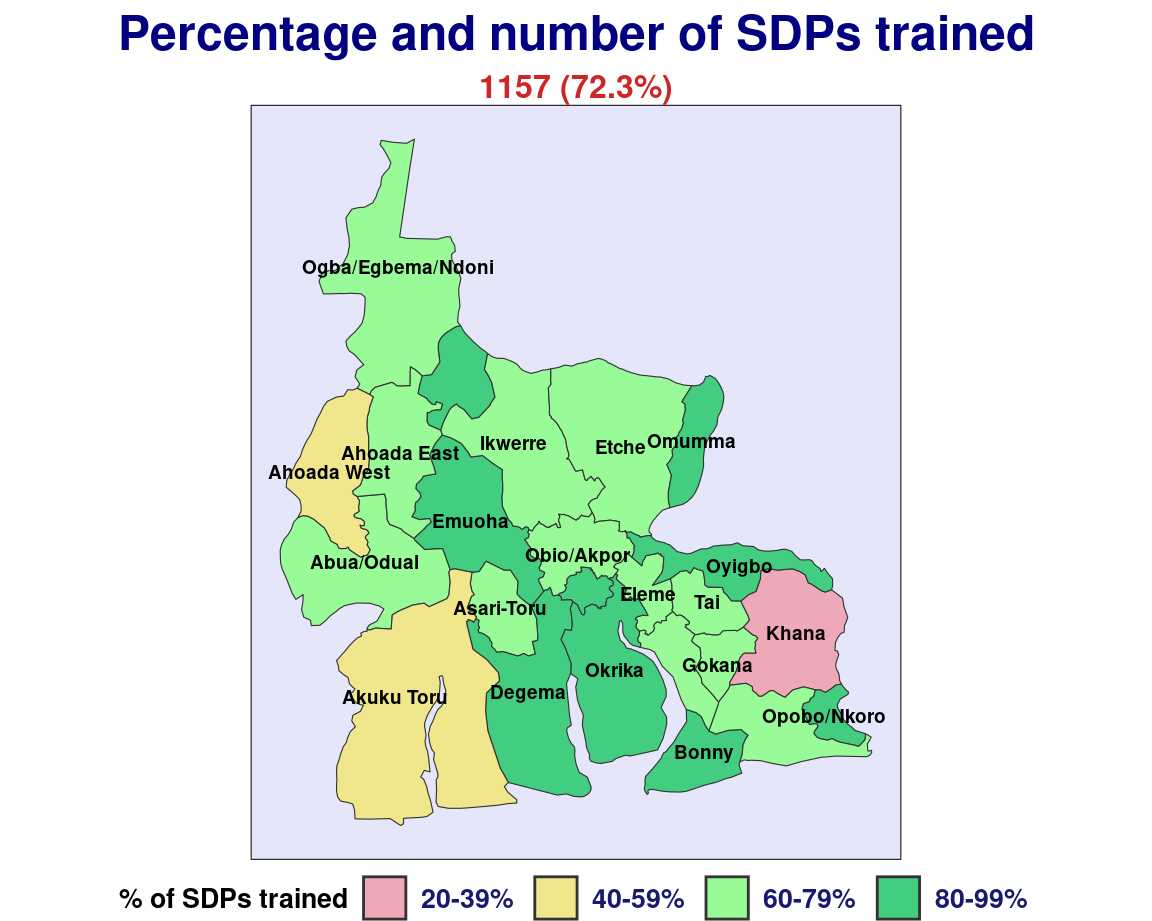 Percentage and number of SDPs trained
1157 (72.3%)
Ogba/Egbema/Ndoni
Ikwerre
Etche
Omumma
Ahoada East
Ahoada West
Emuoha
Obio/Akpor
Abua/Odual
Oyigbo
Eleme
Tai
Asari-Toru
Khana
Gokana
Okrika
Degema
Akuku Toru
Opobo/Nkoro
Bonny
% of SDPs trained 20-39% 40-59% 60-79% 80-99%